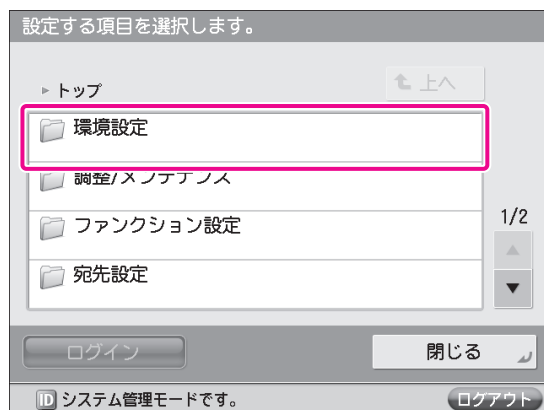 設定する項目を選択します。
トップ
上へ
環境設定
調整/メンテナンス
ファンクション設定
宛先設定
1/2
ログイン
閉じる
ID システム管理モードです。
ログアウト